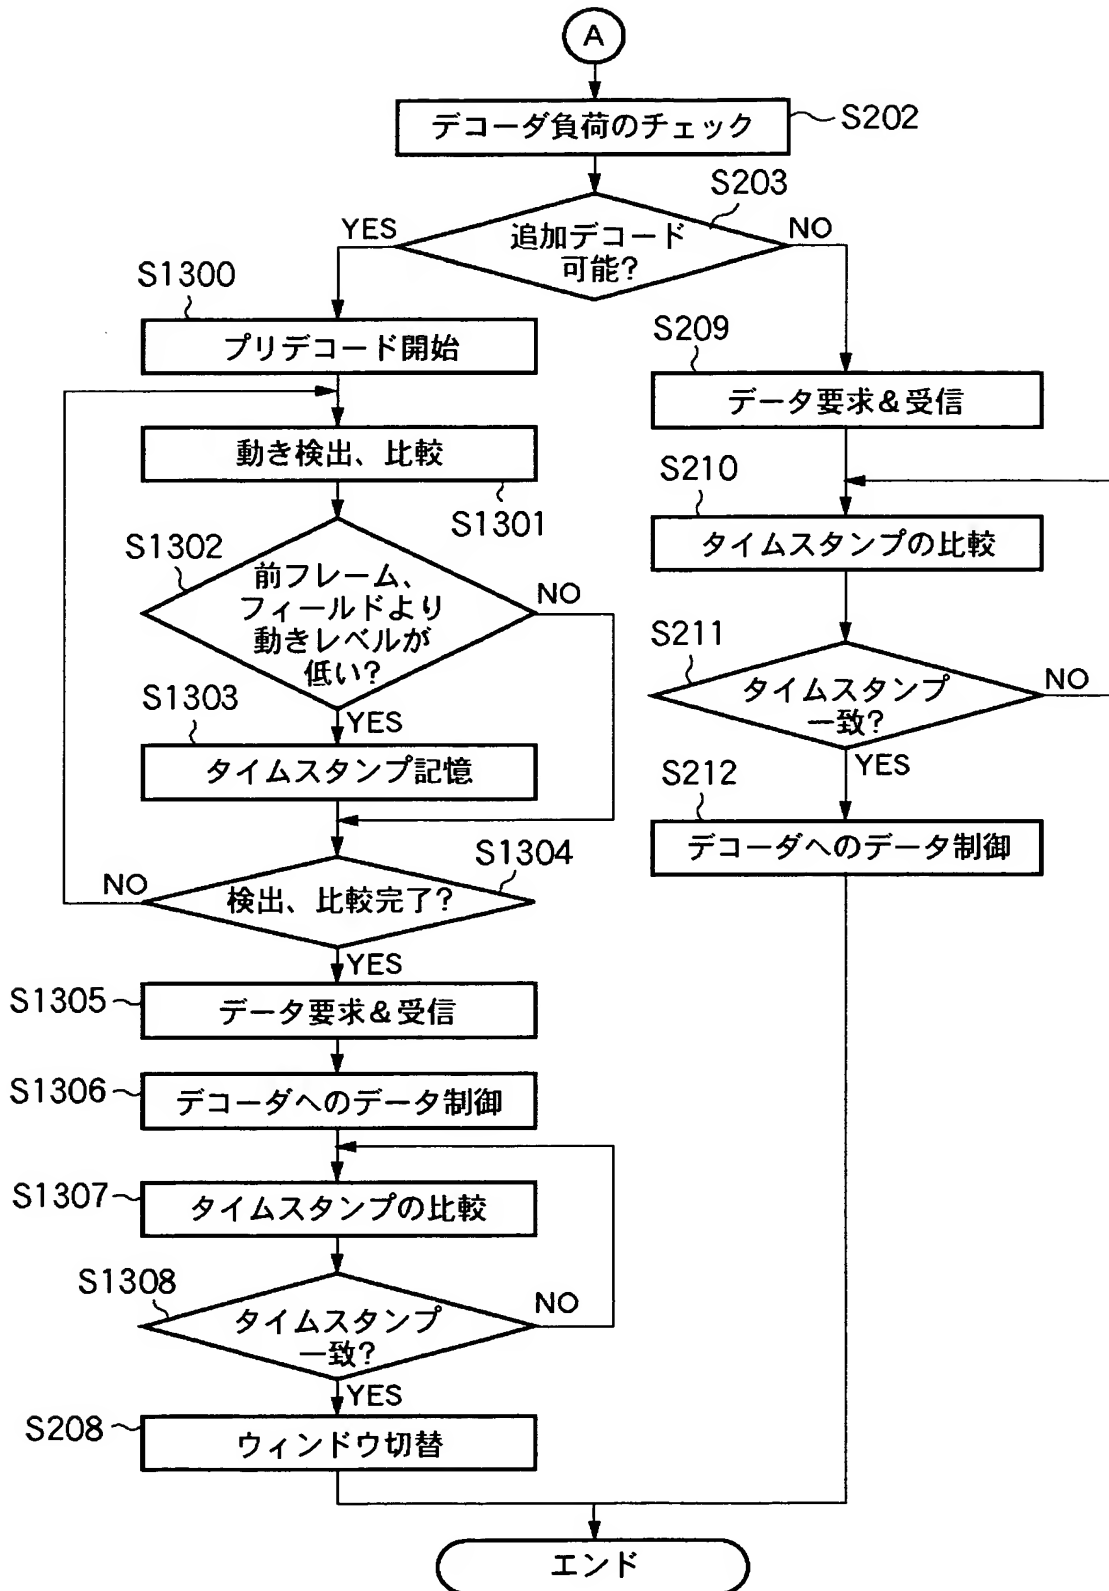 A
デコーダ負荷のチェック
S202
S203
YES
追加デコード
可能?
NO
S1300
プリデコード開始
動き検出、比較
S1301
S1302
前フレーム、
フィールドより
動きレベルが
低い?
NO
YES
S1303
タイムスタンプ記憶
S1304
検出、比較完了?
NO
YES
S1305
データ要求&受信
S1306
デコーダへのデータ制御
S1307
タイムスタンプの比較
S1308
タイムスタンプ
一致?
NO
YES
S208
ウィンドウ切替
S209
データ要求&受信
S210
タイムスタンプの比較
S211
タイムスタンプ
一致?
NO
YES
S212
デコーダへのデータ制御
エンド